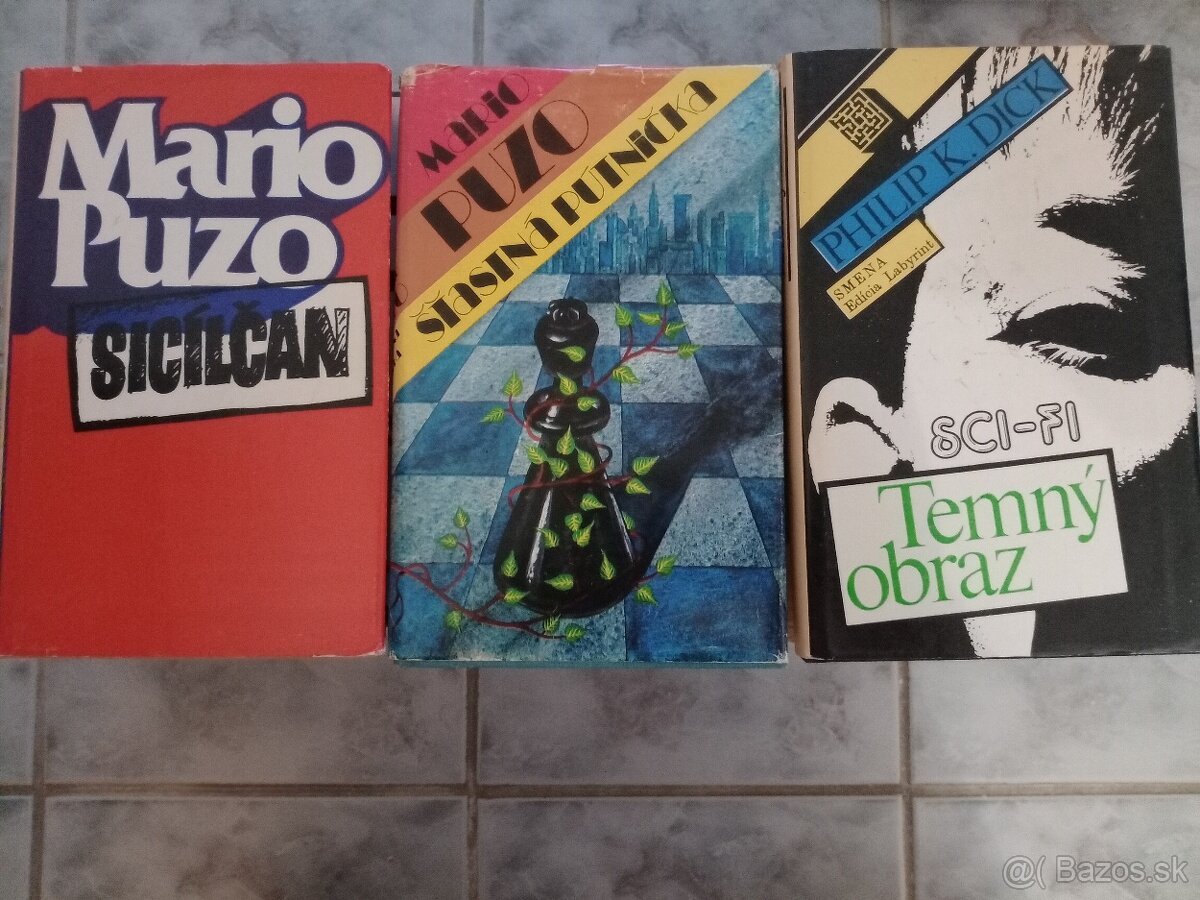 Mario
Puzo
SICÍLČAN
MARIO
PUZO
ŠŤASTNÁ PÚTNIČKA
PHILIP K. DICK
SMENA
Edícia Labyrint
SCI-FI
Temný
obraz
@( Bazos.sk